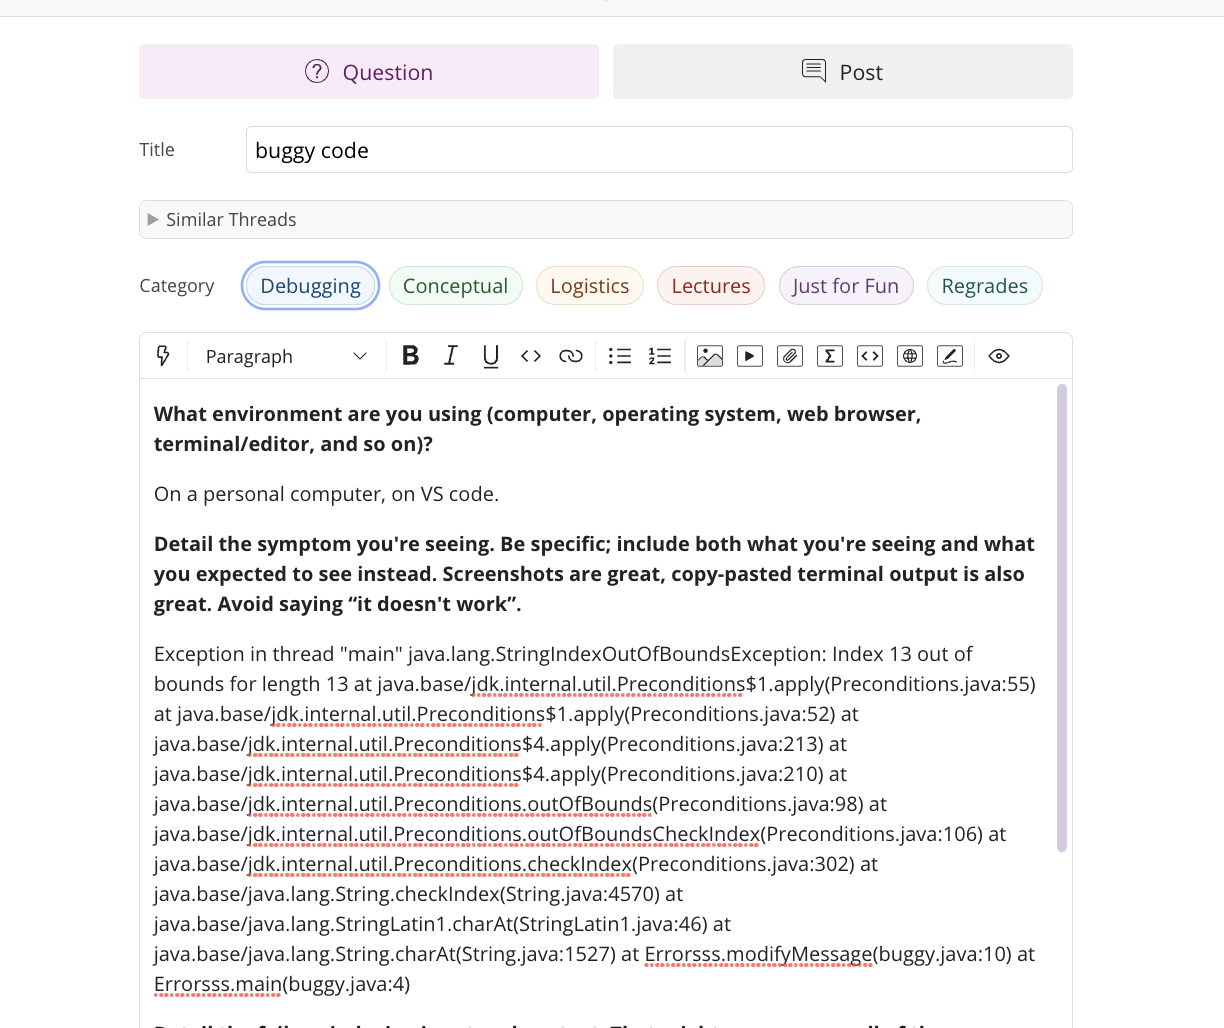 Question
Post
Title
buggy code
Similar Threads
Category
Debugging
Conceptual
Logistics
Lectures
Just for Fun
Regrades
Paragraph
B I U
What environment are you using (computer, operating system, web browser,
terminal/editor, and so on)?
On a personal computer, on VS code.
Detail the symptom you're seeing. Be specific; include both what you're seeing and what
you expected to see instead. Screenshots are great, copy-pasted terminal output is also
great. Avoid saying “it doesn't work”.
Exception in thread "main" java.lang.StringIndexOutOfBoundsException: Index 13 out of
bounds for length 13 at java.base/jdk.internal.util.Preconditions$1.apply(Preconditions.java:55)
at java.base/jdk.internal.util.Preconditions$1.apply(Preconditions.java:52) at
java.base/jdk.internal.util.Preconditions$4.apply(Preconditions.java:213) at
java.base/jdk.internal.util.Preconditions$4.apply(Preconditions.java:210) at
java.base/jdk.internal.util.Preconditions.outOfBounds(Preconditions.java:98) at
java.base/jdk.internal.util.Preconditions.outOfBoundsCheckIndex(Preconditions.java:106) at
java.base/jdk.internal.util.Preconditions.checkIndex(Preconditions.java:302) at
java.base/java.lang.String.checkIndex(String.java:4570) at
java.base/java.lang.StringLatin1.charAt(StringLatin1.java:46) at
java.base/java.lang.String.charAt(String.java:1527) at Errorsss.modifyMessage(buggy.java:10) at
Errorsss.main(buggy.java:4)